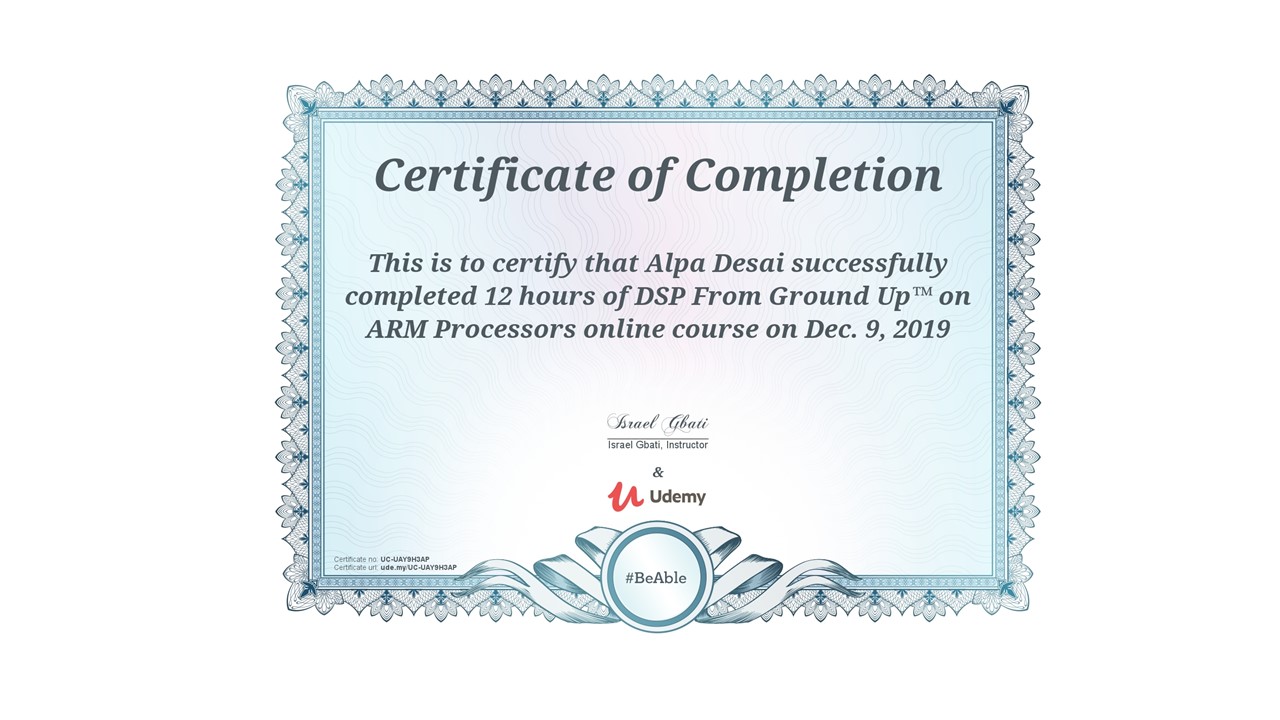 Certificate of Completion
This is to certify that Alpa Desai successfully
completed 12 hours of DSP From Ground Up™ on
ARM Processors online course on Dec. 9, 2019
Israel Gbati
Israel Gbati, Instructor
&
Udemy
#BeAble
Certificate no: UC-UAY9H3AP
Certificate url: ude.my/UC-UAY9H3AP